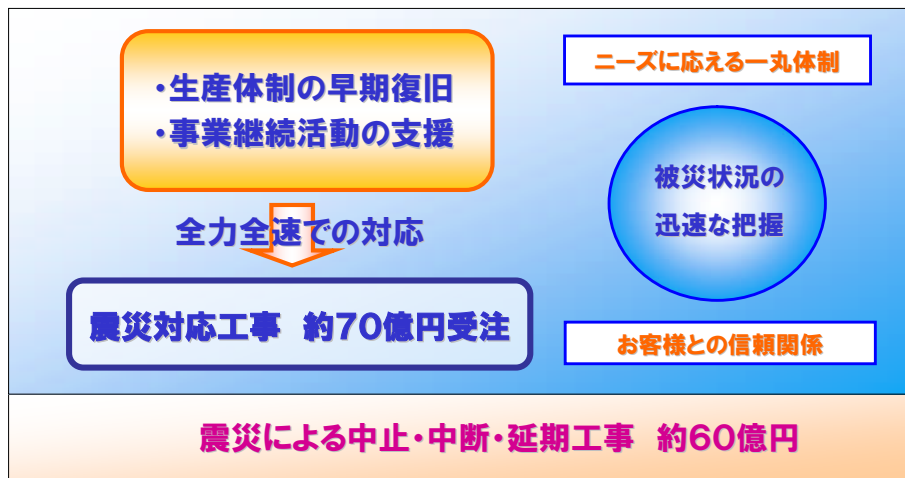 ・生産体制の早期復旧
・事業継続活動の支援
全力全速での対応
震災対応工事　約70億円受注
ニーズに応える一丸体制
被災状況の
迅速な把握
お客様との信頼関係
震災による中止・中断・延期工事　約60億円